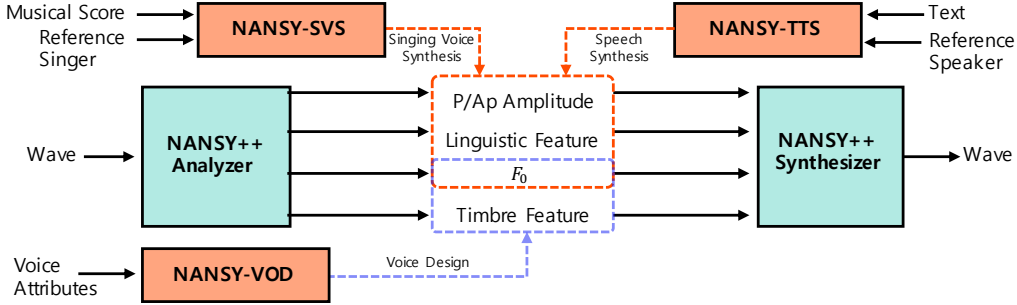 Musical Score
Reference
Singer
NANSY-SVS
Singing Voice
Synthesis
Speech
Synthesis
NANSY-TTS
Text
Reference
Speaker
Wave
NANSY++
Analyzer
P/Ap Amplitude
Linguistic Feature
F₀
Timbre Feature
NANSY++
Synthesizer
Wave
Voice
Attributes
NANSY-VOD
Voice Design